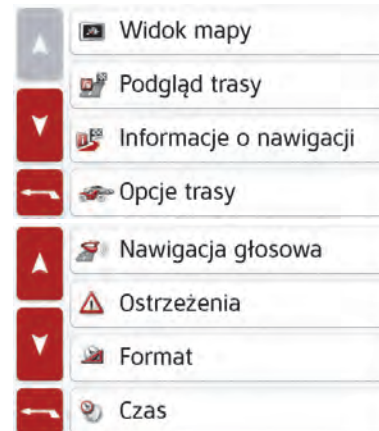 Widok mapy
Podgląd trasy
Informacje o nawigacji
Opcje trasy
Nawigacja głosowa
Ostrzeżenia
Format
Czas